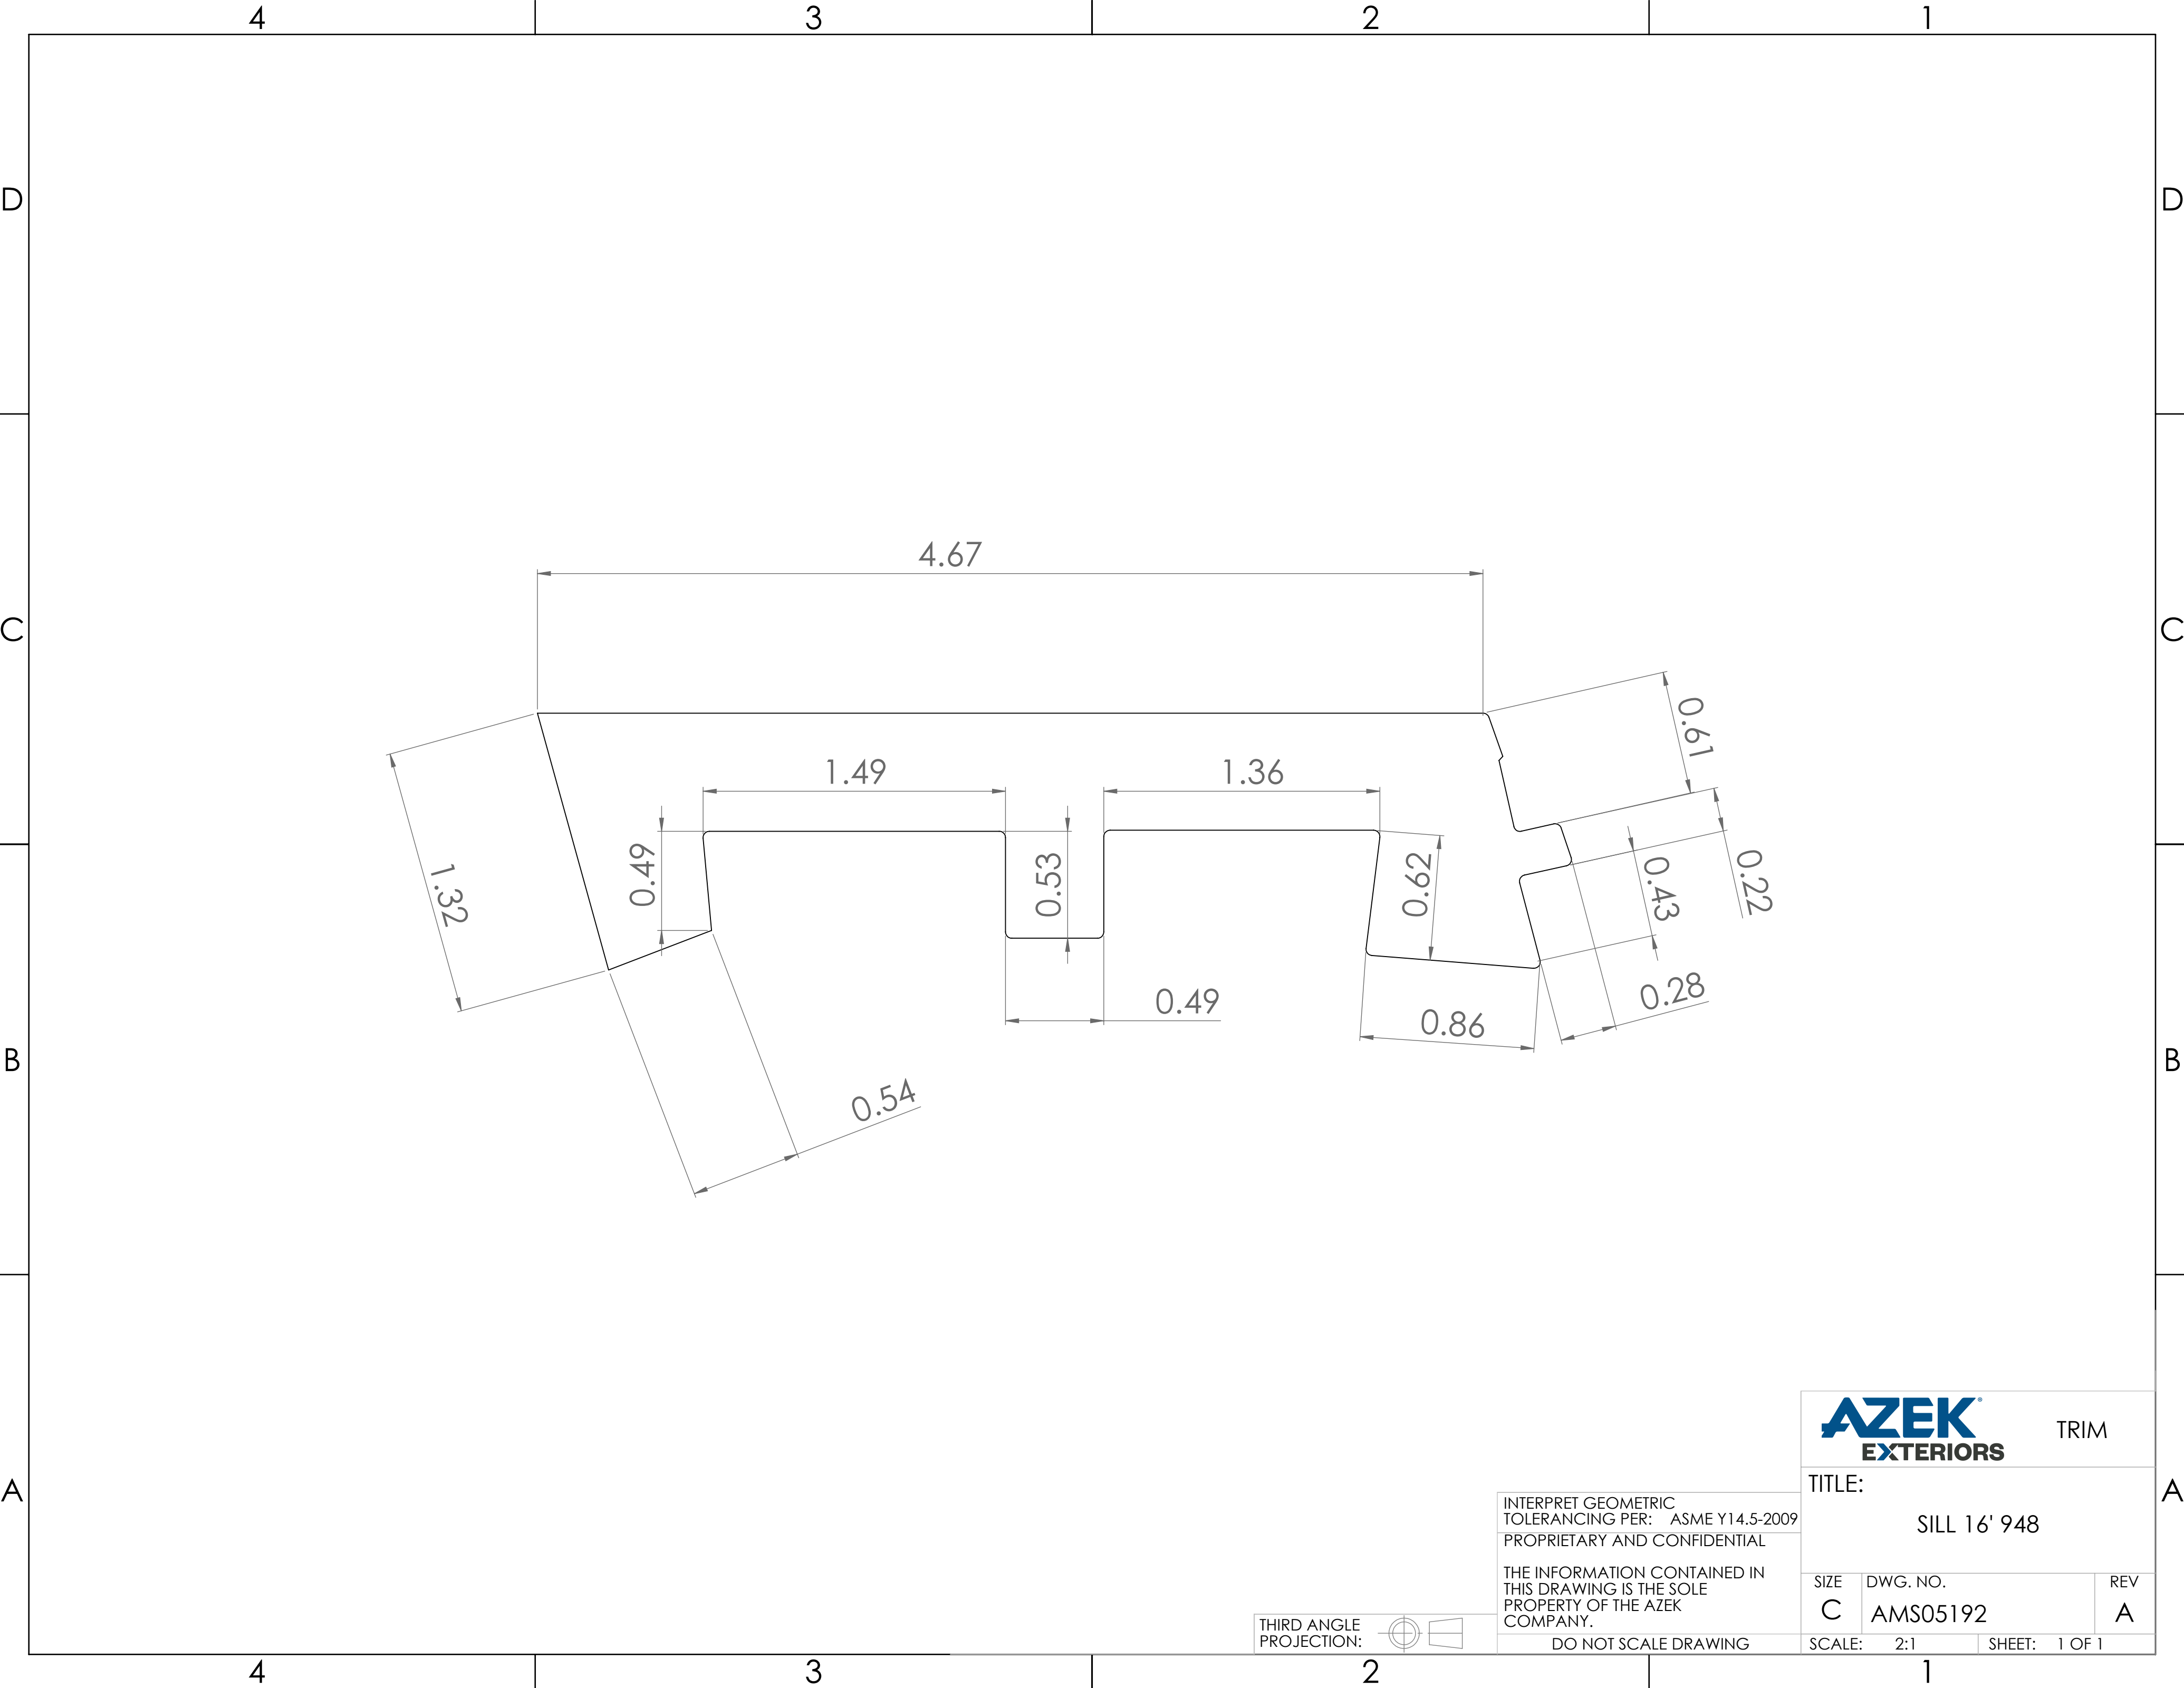 4 3 2 1
D D
4.67
C C
0.61
1.49 1.36
0.49 0.53 0.62 0.43 0.22
1.32
0.28
0.49
0.86
B B
0.54
AZEK®
EXTERIORS
TRIM
TITLE:
A A
SILL 16' 948
INTERPRET GEOMETRIC
TOLERANCING PER: ASME Y14.5-2009
PROPRIETARY AND CONFIDENTIAL
THE INFORMATION CONTAINED IN
THIS DRAWING IS THE SOLE
PROPERTY OF THE AZEK
COMPANY.
SIZE DWG. NO. REV
C AMS05192 A
THIRD ANGLE
PROJECTION:
DO NOT SCALE DRAWING
SCALE: 2:1 SHEET: 1 OF 1
4 3 2 1